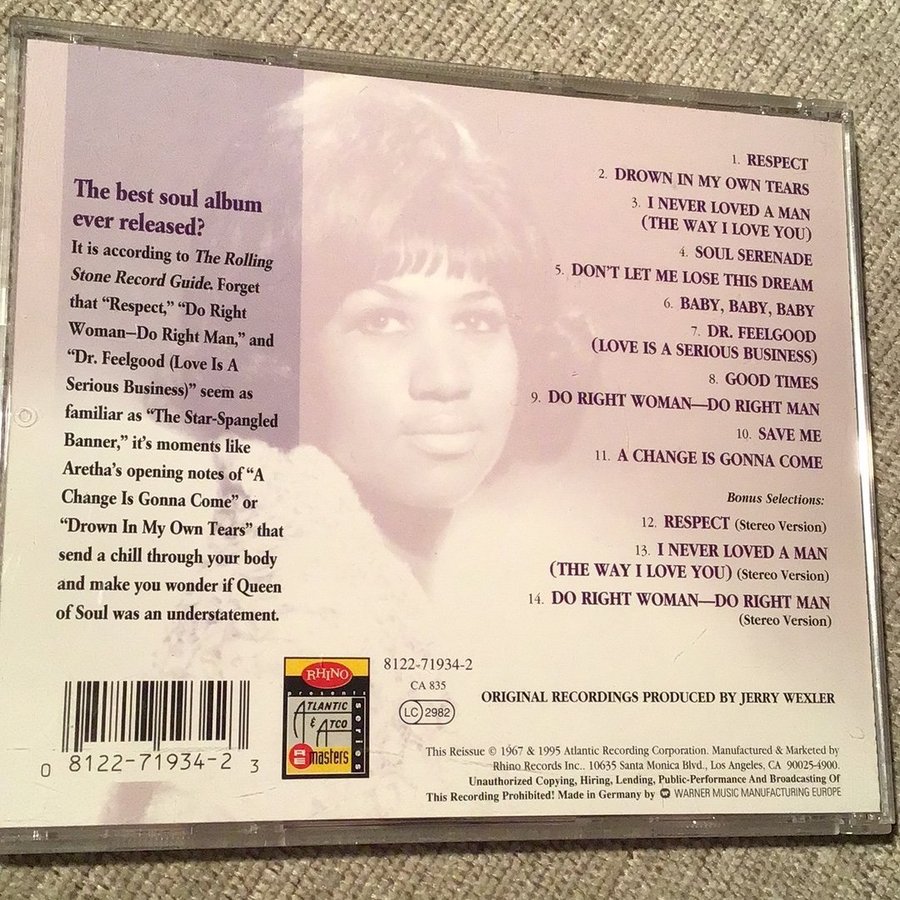 The best soul album
ever released?
It is according to The Rolling
Stone Record Guide. Forget
that “Respect,” “Do Right
Woman–Do Right Man,” and
“Dr. Feelgood (Love Is A
Serious Business)” seem as
familiar as “The Star-Spangled
Banner,” it's moments like
Aretha's opening notes of “A
Change Is Gonna Come” or
“Drown In My Own Tears” that
send a chill through your body
and make you wonder if Queen
of Soul was an understatement.
1. RESPECT
2. DROWN IN MY OWN TEARS
3. I NEVER LOVED A MAN
(THE WAY I LOVE YOU)
4. SOUL SERENADE
5. DON'T LET ME LOSE THIS DREAM
6. BABY, BABY, BABY
7. DR. FEELGOOD
(LOVE IS A SERIOUS BUSINESS)
8. GOOD TIMES
9. DO RIGHT WOMAN—DO RIGHT MAN
10. SAVE ME
11. A CHANGE IS GONNA COME
Bonus Selections:
12. RESPECT (Stereo Version)
13. I NEVER LOVED A MAN
(THE WAY I LOVE YOU) (Stereo Version)
14. DO RIGHT WOMAN—DO RIGHT MAN
(Stereo Version)
0 8122-71934-2 3
RHINO
presents
ATLANTIC
& ATCO
Remasters
series
8122-71934-2
CA 835
LC 2982
ORIGINAL RECORDINGS PRODUCED BY JERRY WEXLER
This Reissue © 1967 & 1995 Atlantic Recording Corporation. Manufactured & Marketed by
Rhino Records Inc.. 10635 Santa Monica Blvd., Los Angeles, CA 90025-4900.
Unauthorized Copying, Hiring, Lending, Public-Performance And Broadcasting Of
This Recording Prohibited! Made in Germany by WARNER MUSIC MANUFACTURING EUROPE